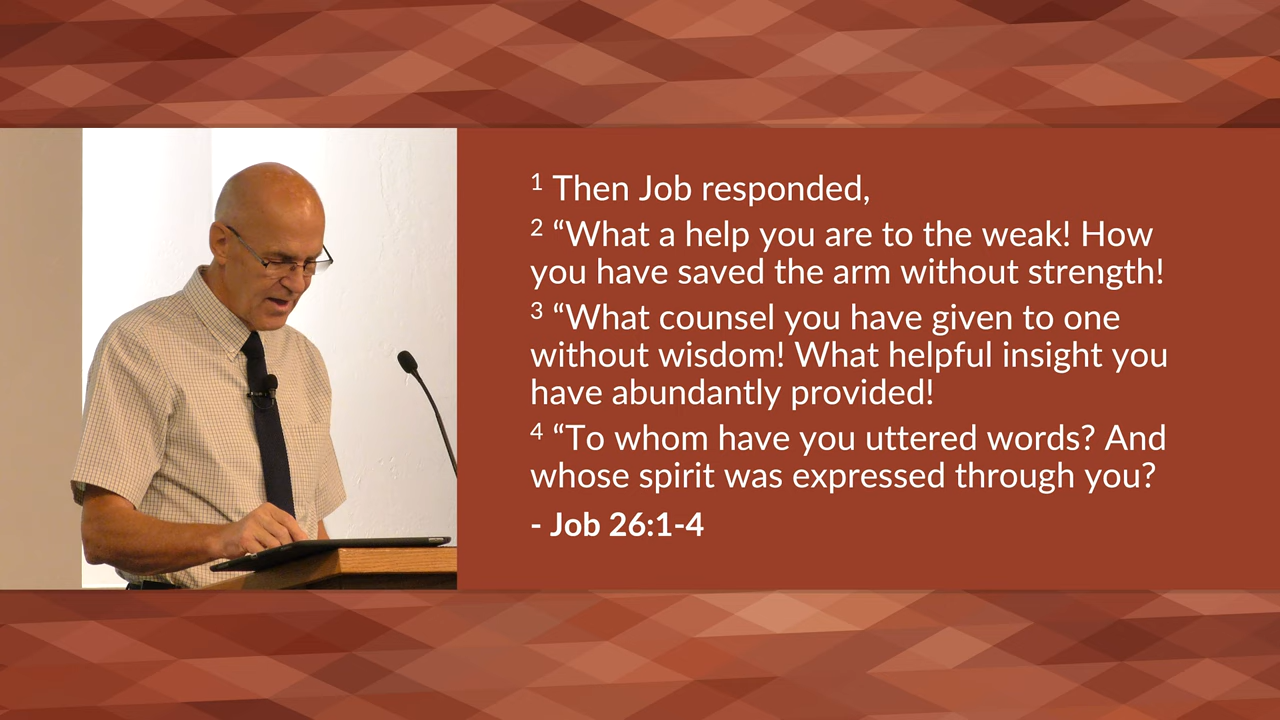 1 Then Job responded,
2 “What a help you are to the weak! How
you have saved the arm without strength!
3 “What counsel you have given to one
without wisdom! What helpful insight you
have abundantly provided!
4 “To whom have you uttered words? And
whose spirit was expressed through you?
- Job 26:1-4